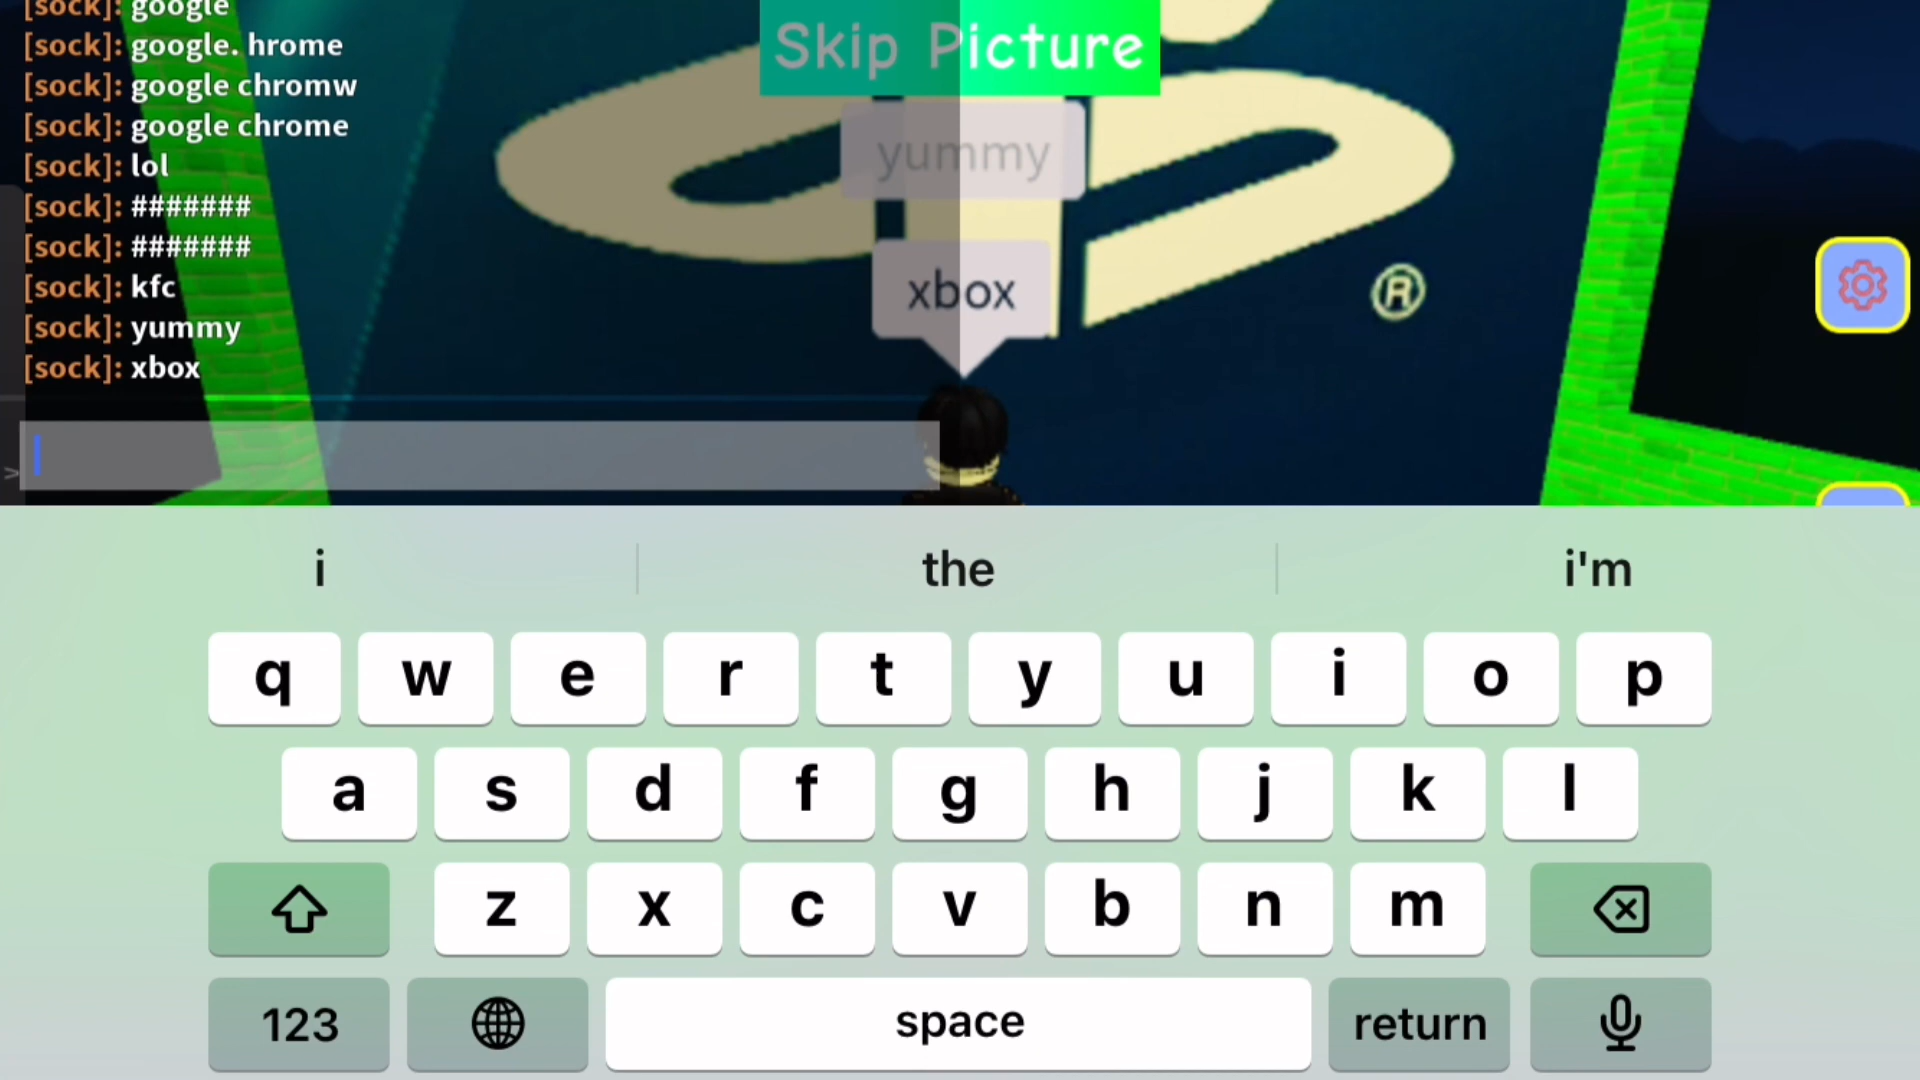 [sock]: google
[sock]: google. hrome
[sock]: google chromw
[sock]: google chrome
[sock]: lol
[sock]: #######
[sock]: #######
[sock]: kfc
[sock]: yummy
[sock]: xbox
>
Skip Picture
yummy
xbox
®
i the i'm
q w e r t y u i o p
a s d f g h j k l
z x c v b n m
123 space return